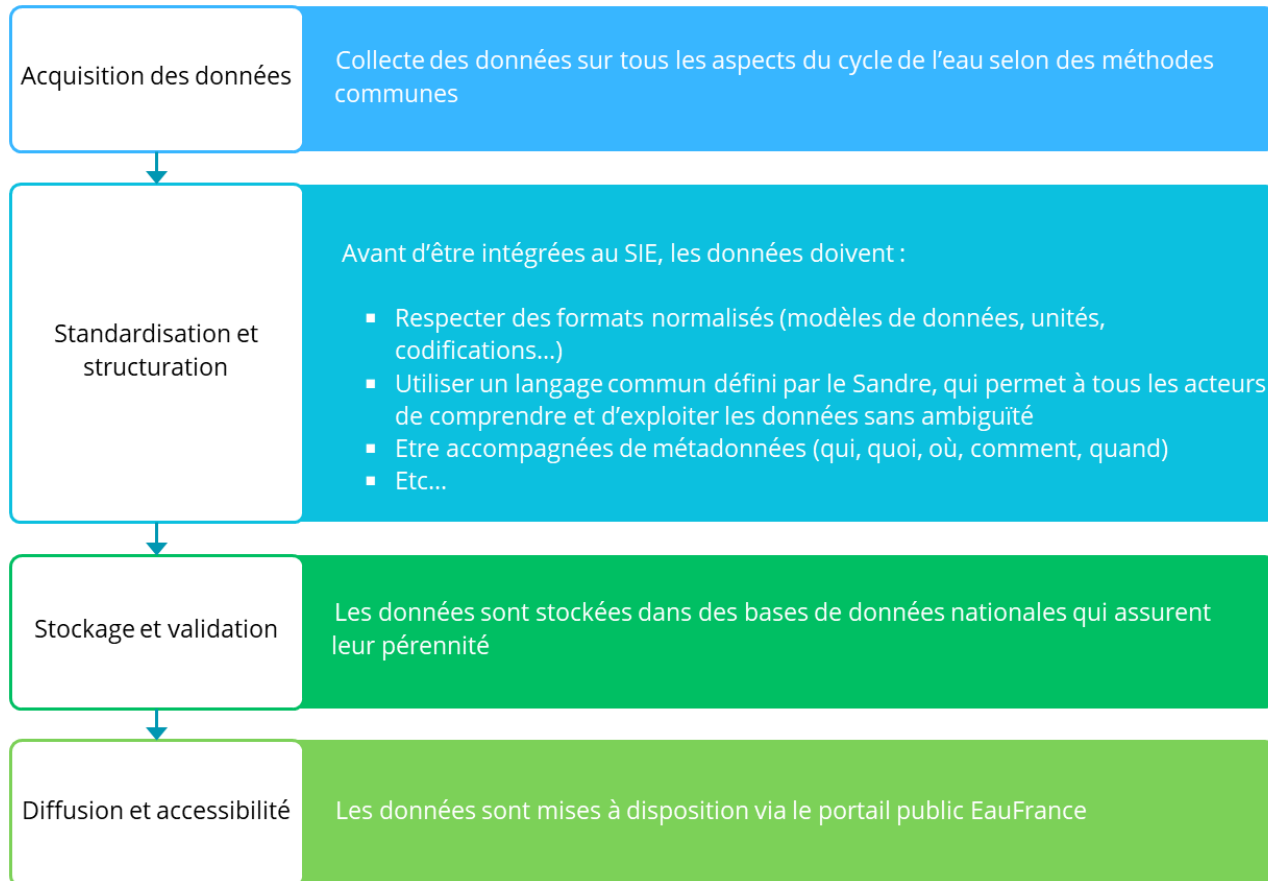 Acquisition des données
Collecte des données sur tous les aspects du cycle de l'eau selon des méthodes
communes
Standardisation et
structuration
Avant d'être intégrées au SIE, les données doivent :
▪ Respecter des formats normalisés (modèles de données, unités,
codifications...)
▪ Utiliser un langage commun défini par le Sandre, qui permet à tous les acteurs
de comprendre et d'exploiter les données sans ambiguïté
▪ Etre accompagnées de métadonnées (qui, quoi, où, comment, quand)
▪ Etc...
Stockage et validation
Les données sont stockées dans des bases de données nationales qui assurent
leur pérennité
Diffusion et accessibilité
Les données sont mises à disposition via le portail public EauFrance